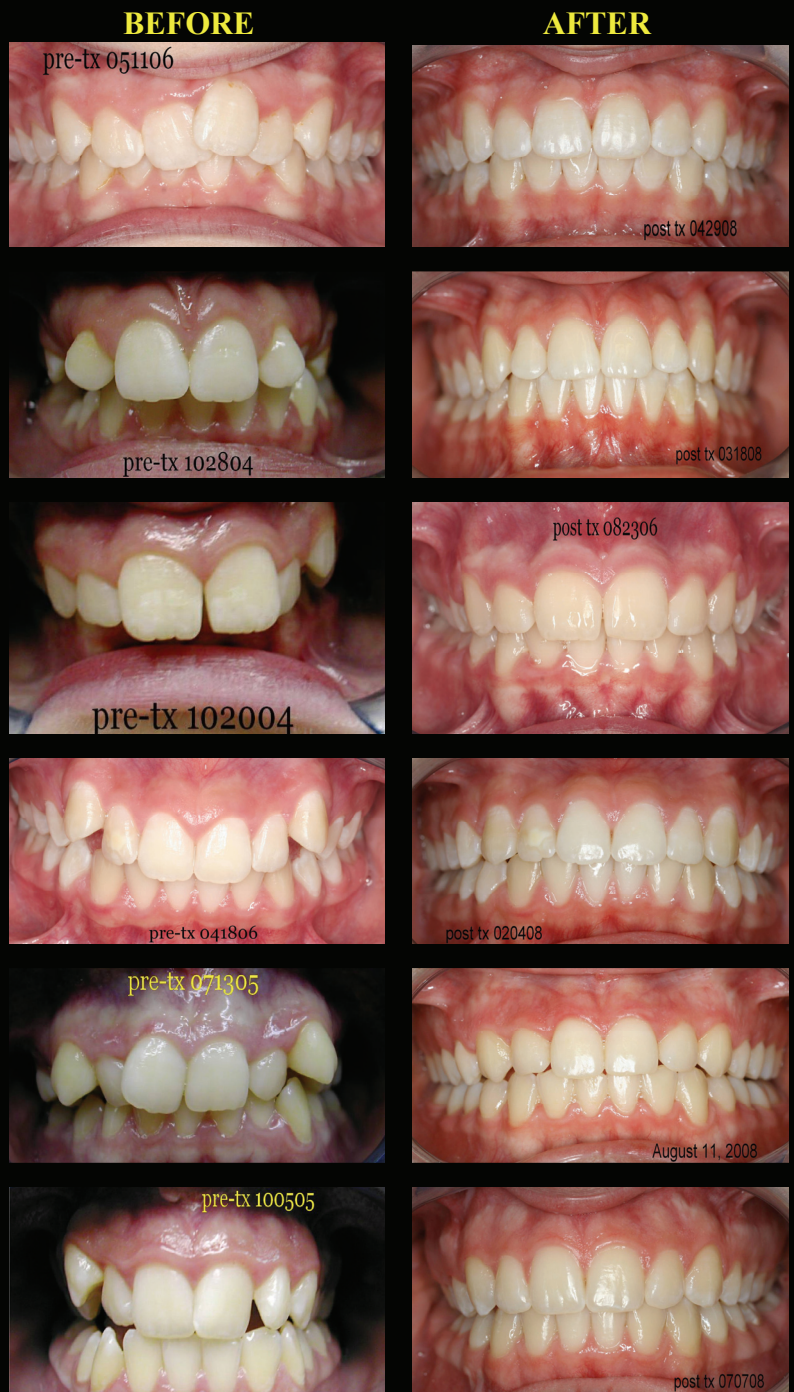 BEFORE
AFTER
pre-tx 051106
post tx 042908
pre-tx 102804
post tx 031808
pre-tx 102004
post tx 082306
pre-tx 041806
post tx 020408
pre-tx 071305
August 11, 2008
pre-tx 100505
post tx 070708